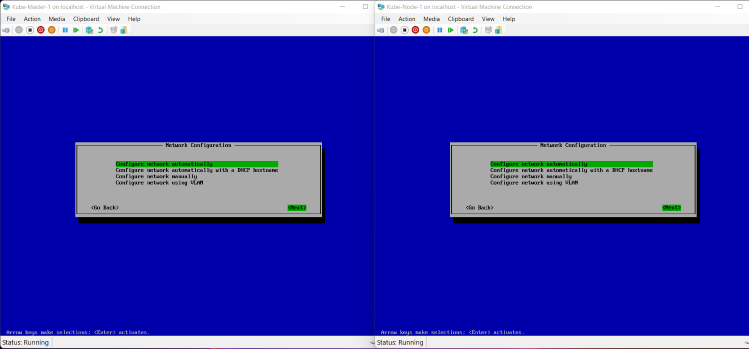 Kube-Master-1 on localhost - Virtual Machine Connection
File Action Media Clipboard View Help
Network Configuration
Configure network automatically
Configure network automatically with a DHCP hostname
Configure network manually
Configure network using VLAN
<Go Back> <Next>
Arrow keys make selections; <Enter> activates.
Status: Running
Kube-Node-1 on localhost - Virtual Machine Connection
File Action Media Clipboard View Help
Network Configuration
Configure network automatically
Configure network automatically with a DHCP hostname
Configure network manually
Configure network using VLAN
<Go Back> <Next>
Arrow keys make selections; <Enter> activates.
Status: Running